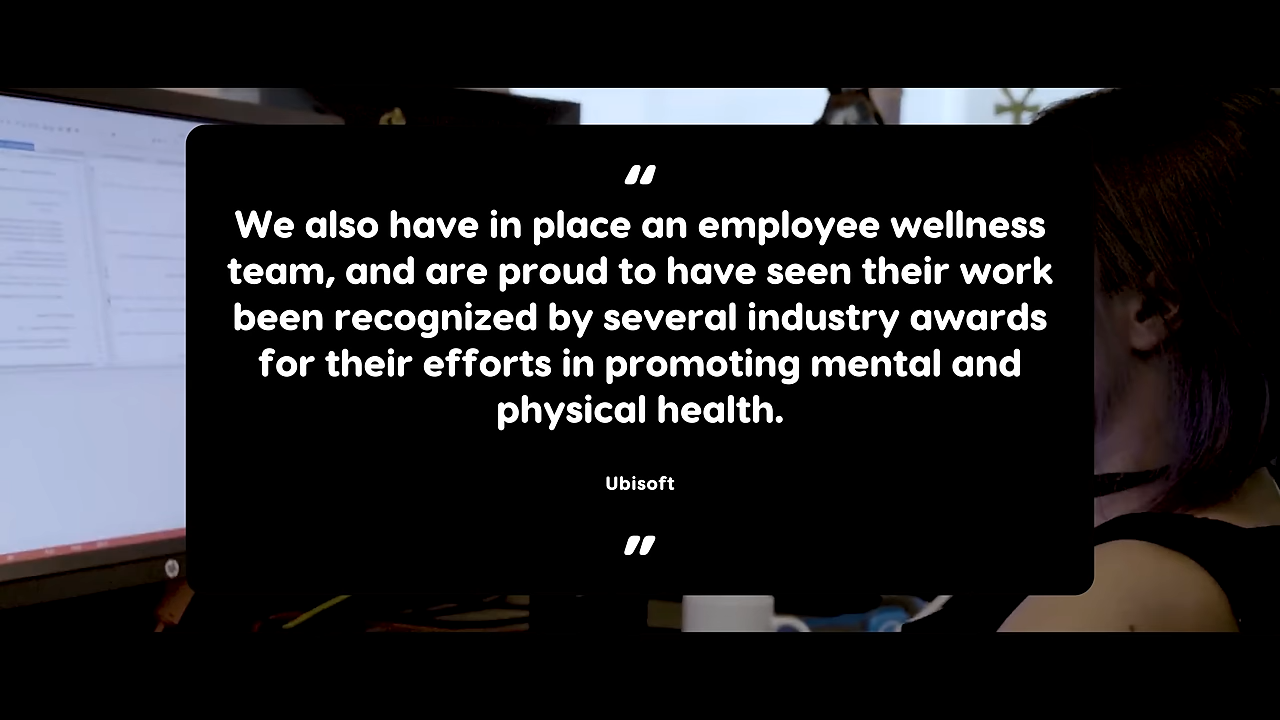 "
We also have in place an employee wellness
team, and are proud to have seen their work
been recognized by several industry awards
for their efforts in promoting mental and
physical health.
Ubisoft
"